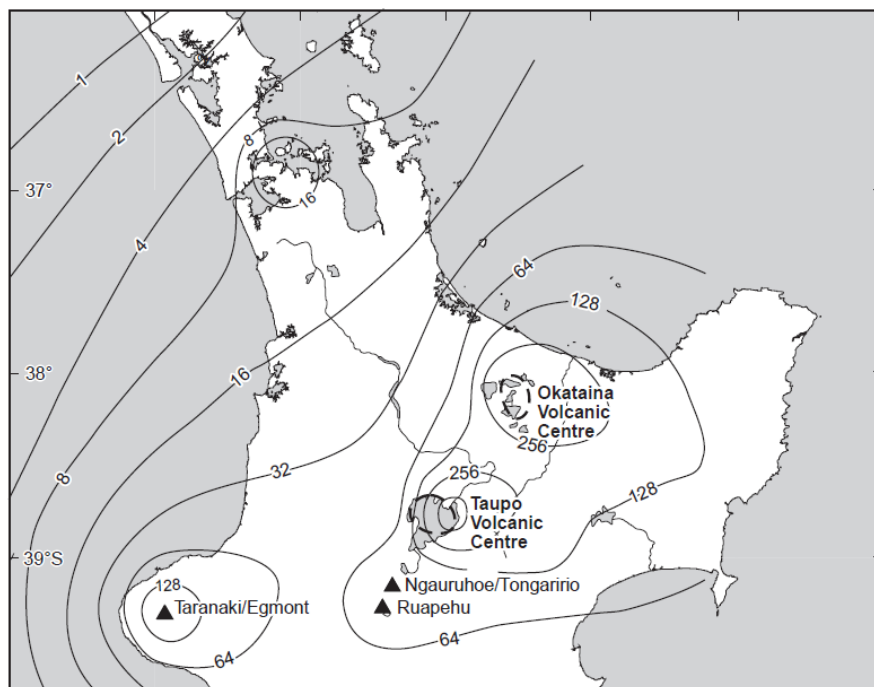 1
2
8
16
37°
4
64
128
16
38°
Okataina
Volcanic
Centre
256
8
32
256
128
Taupo
Volcanic
Centre
39°S
128
Ngauruhoe/Tongaririo
Taranaki/Egmont
Ruapehu
64
64